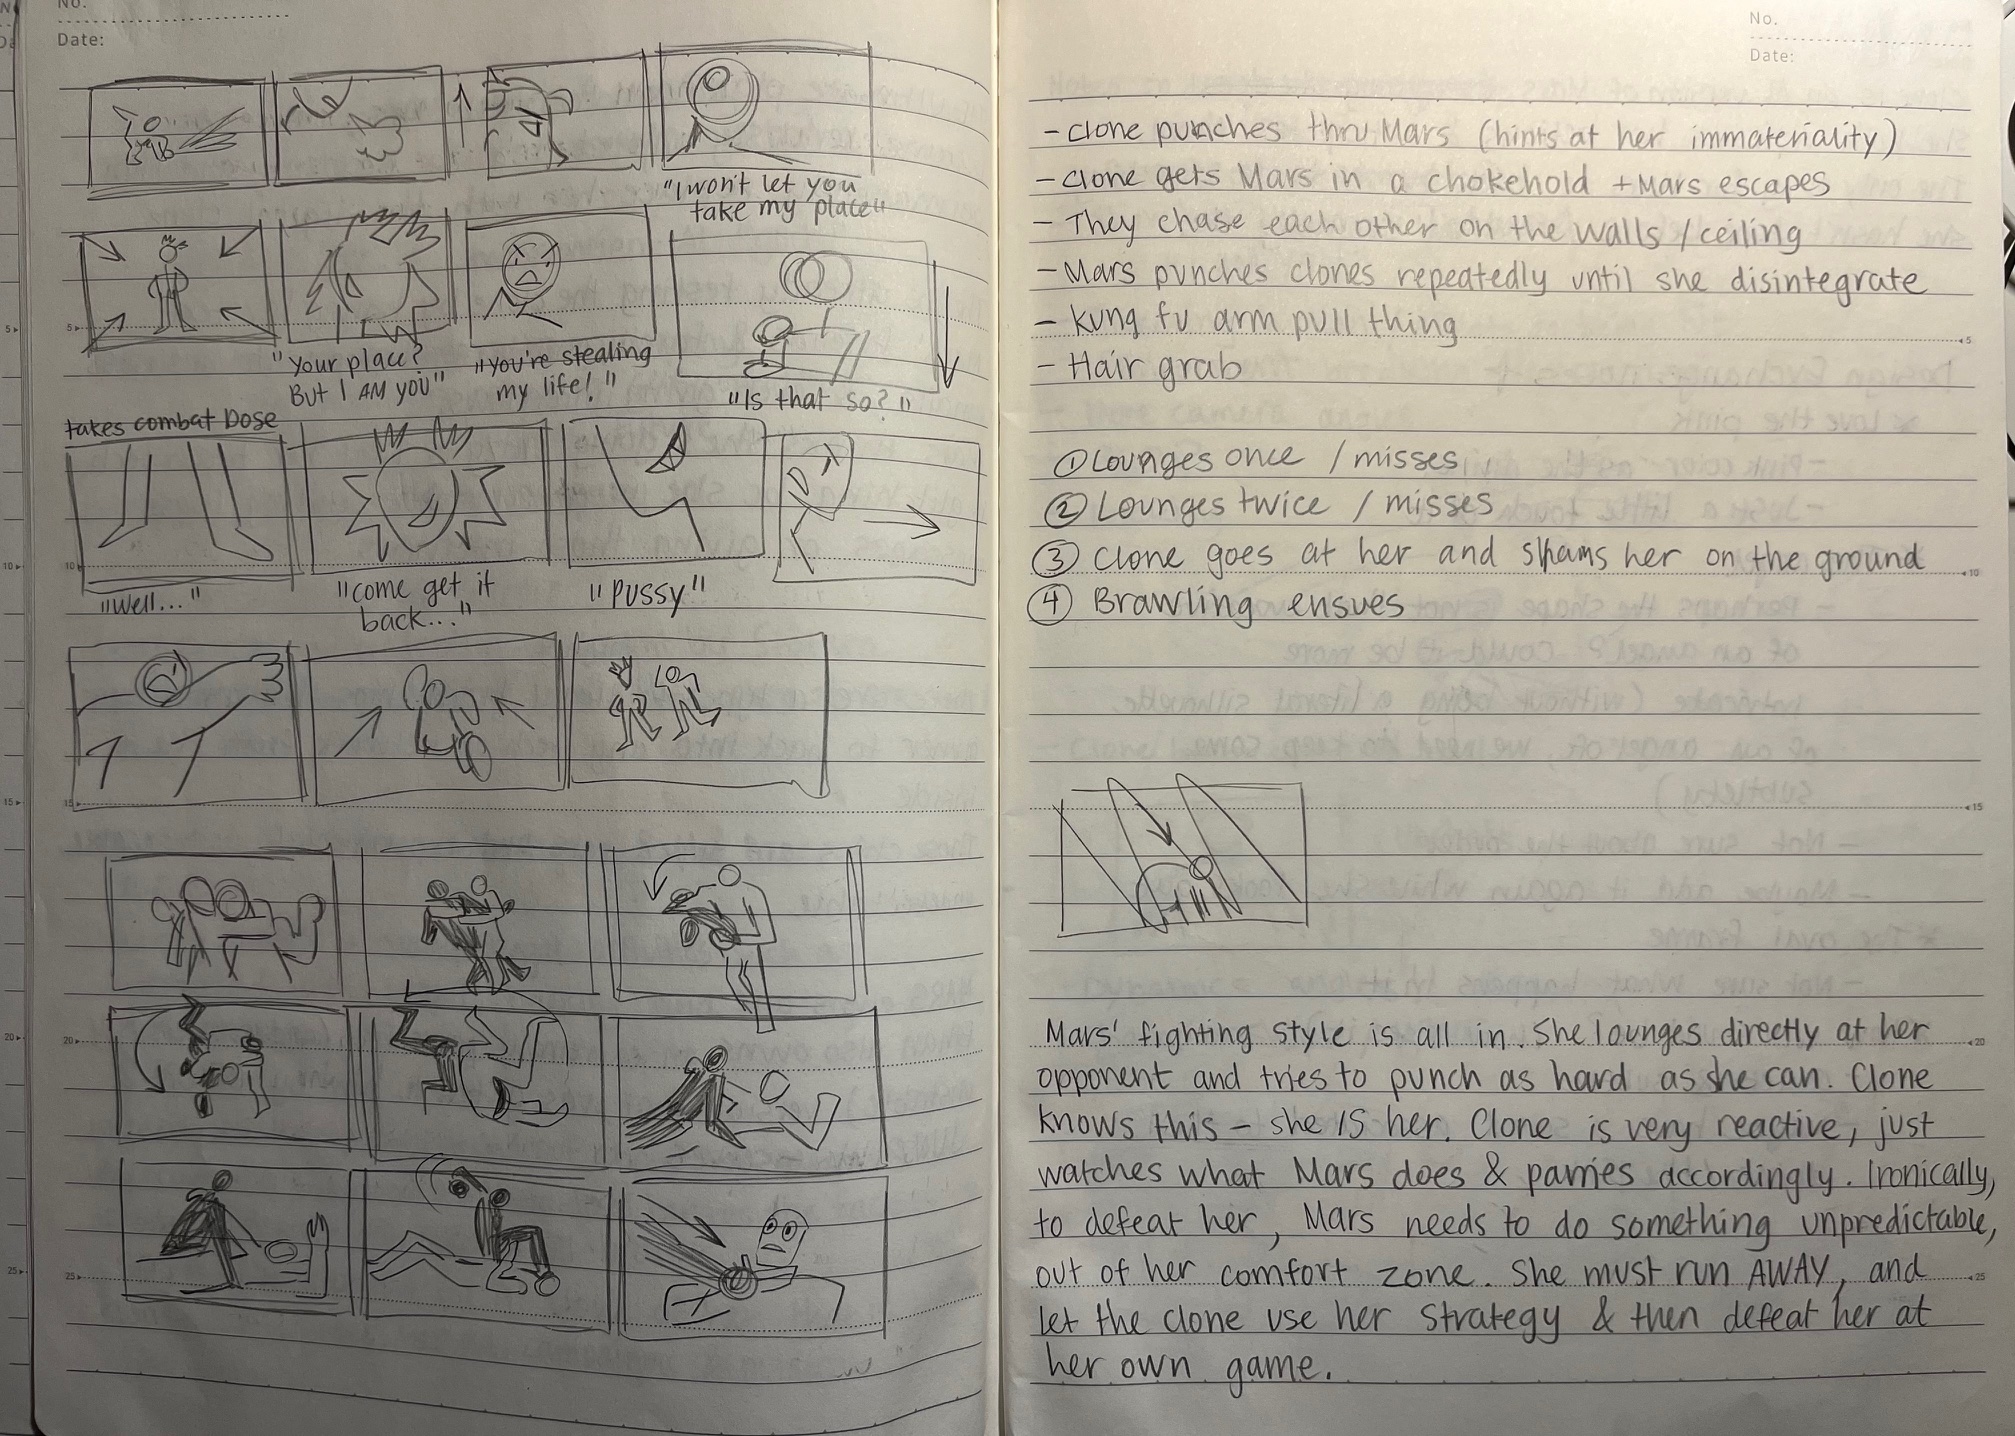 No.
Date:
"I won't let you
take my place"
"Your place?
But I AM you"
"You're stealing
my life!"
"Is that so?"
takes combat Dose
"Well..."
"come get it
back..."
"PUSSY"
No.
Date:
- clone punches thru Mars (hints at her immateriality)
- clone gets Mars in a chokehold + Mars escapes
- They chase each other on the walls / ceiling
- Mars punches clones repeatedly until she disintegrate
- kung fu arm pull thing
- Hair grab
① Lounges once / misses
② Lounges twice / misses
③ Clone goes at her and slams her on the ground
④ Brawling ensues
Mars' fighting style is all in. She lounges directly at her
opponent and tries to punch as hard as she can. Clone
knows this - she IS her. Clone is very reactive, just
watches what Mars does & parries accordingly. Ironically,
to defeat her, Mars needs to do something unpredictable,
out of her comfort zone. She must run AWAY, and
let the clone use her strategy & then defeat her at
her own game.